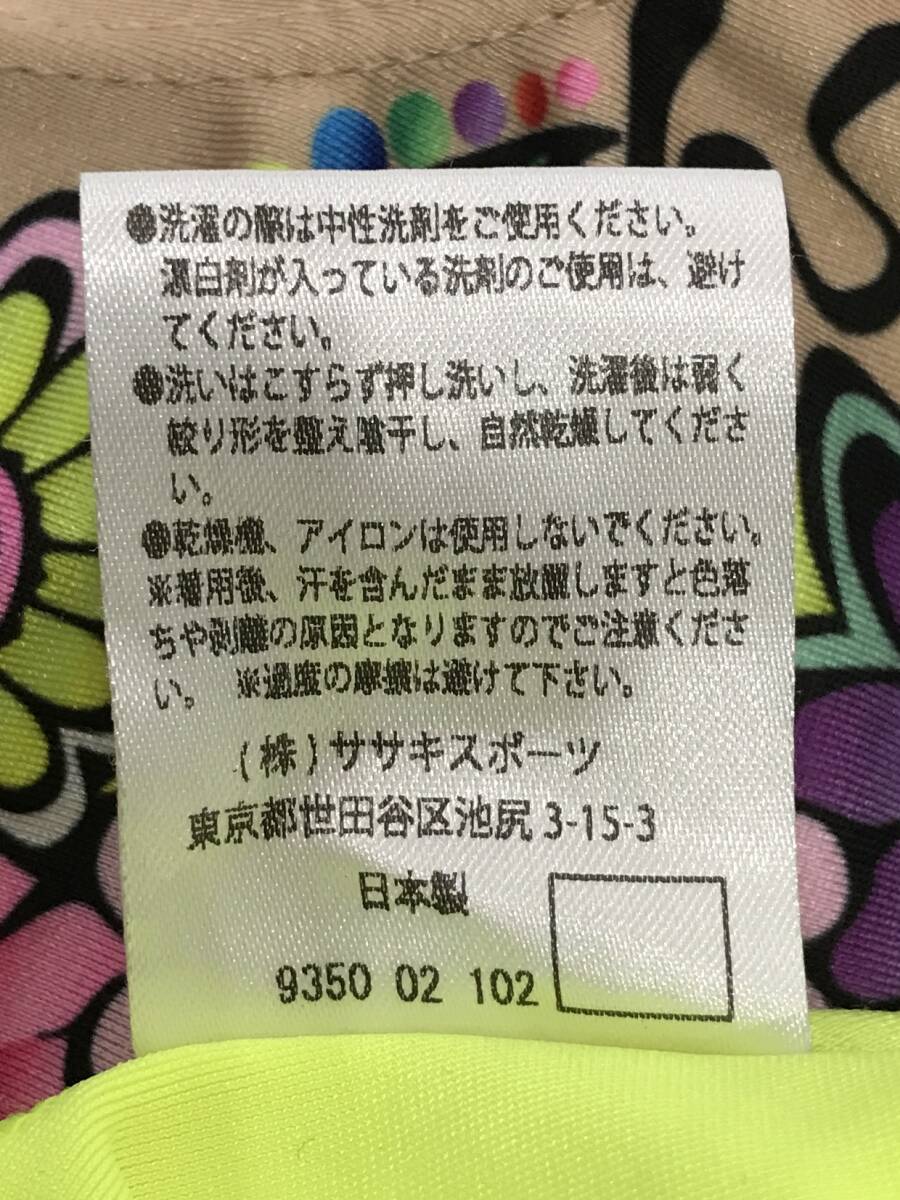 ●洗濯の際は中性洗剤をご使用ください。
漂白剤が入っている洗剤のご使用は、避け
てください。
●洗いはこすらず押し洗いし、洗濯後は弱く
絞り形を整え陰干し、自然乾燥してくださ
い。
●乾燥機、アイロンは使用しないでください。
※着用後、汗を含んだまま放置しますと色落
ちや剥離の原因となりますのでご注意くださ
い。 ※過度の摩擦は避けて下さい。
(株)ササキスポーツ
東京都世田谷区池尻3-15-3
日本製
9350 02 102